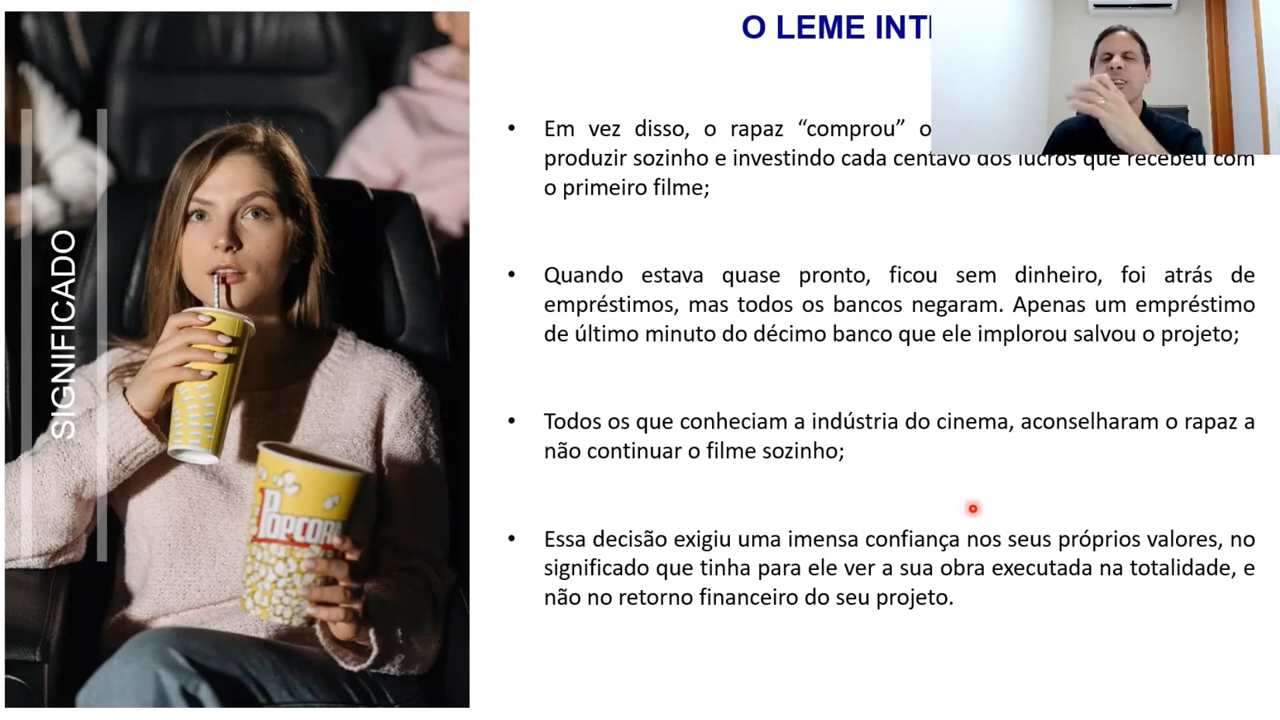 O LEME
SIGNIFICADO
Em vez disso, o rapaz “comprou”
produzir sozinho e investindo cada centavo dos lucros que recebeu com
o primeiro filme;
Quando estava quase pronto, ficou sem dinheiro, foi atrás de
empréstimos, mas todos os bancos negaram. Apenas um empréstimo
de último minuto do décimo banco que ele implorou salvou o projeto;
Todos os que conheciam a indústria do cinema, aconselharam o rapaz a
não continuar o filme sozinho;
Essa decisão exigiu uma imensa confiança nos seus próprios valores, no
significado que tinha para ele ver a sua obra executada na totalidade, e
não no retorno financeiro do seu projeto.
POPCORN